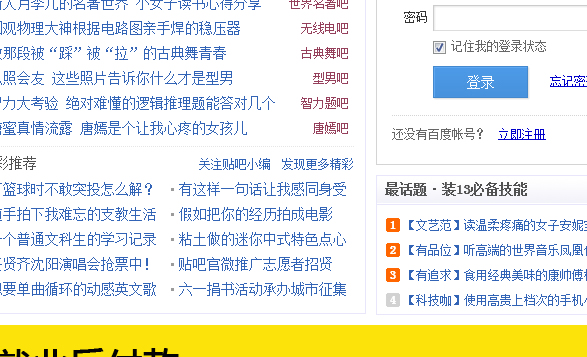 人月李儿的名著世界 小女子读书心得分享 世界名著吧
围观物理大神根据电路图亲手焊的稳压器 无线电吧
那段被“踩”被“拉”的古典舞青春 古典舞吧
照会友 这些照片告诉你什么才是型男 型男吧
智力大考验 绝对难懂的逻辑推理题能答对几个 智力题吧
蜜真情流露 唐嫣是个让我心疼的女孩儿 唐嫣吧
彩推荐 关注贴吧小编 发现更多精彩
篮球时不敢突投怎么解？
手拍下我难忘的支教生活
个普通文科生的学习记录
贤齐沈阳演唱会抢票中！
想要单曲循环的动感英文歌
有这样一句话让我感同身受
假如把你的经历拍成电影
粘土做的迷你中式特色点心
贴吧官微推广志愿者招贤
六一捐书活动承办城市征集
密码
记住我的登录状态
登录 忘记密
还没有百度帐号？ 立即注册
最话题·装13必备技能
1【文艺范】读温柔疼痛的女子安妮
2【有品位】听高端的世界音乐凤凰
3【有追求】食用经典美味的康帅傅
4【科技咖】使用高贵上档次的手机